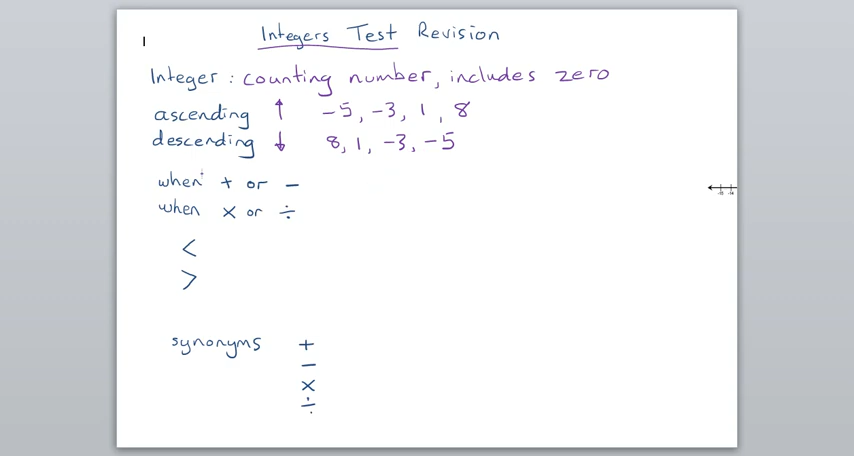 1
Integers Test Revision
Integer : counting number, includes zero
ascending ↑ -5, -3, 1, 8
descending ↓ 8, 1, -3, -5
when + or -
when × or ÷
<
>
synonyms +
-
×
÷